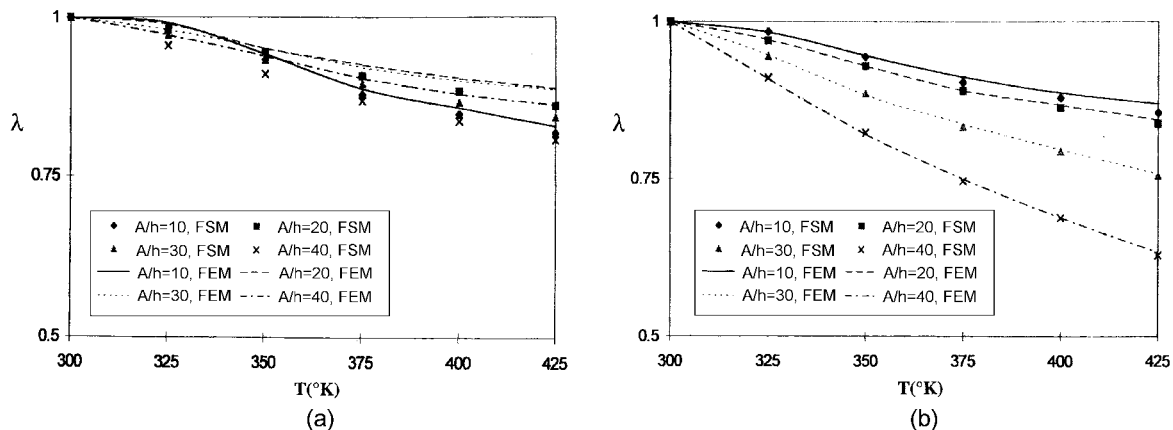 1
λ
0.75
0.5
A/h=10, FSM
A/h=20, FSM
A/h=30, FSM
A/h=40, FSM
A/h=10, FEM
A/h=20, FEM
A/h=30, FEM
A/h=40, FEM
300 325 350 375 400 425
T(°K)
(a)
1
λ
0.75
0.5
A/h=10, FSM
A/h=20, FSM
A/h=30, FSM
A/h=40, FSM
A/h=10, FEM
A/h=20, FEM
A/h=30, FEM
A/h=40, FEM
300 325 350 375 400 425
T(°K)
(b)